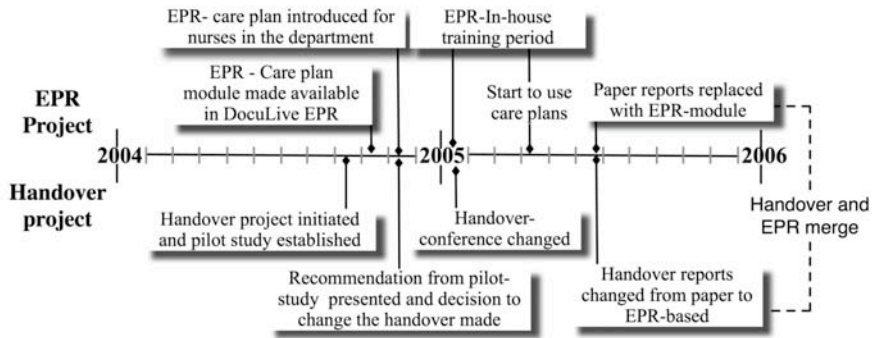 EPR- care plan introduced for
nurses in the department
EPR-In-house
training period
EPR - Care plan
module made available
in DocuLive EPR
Start to use
care plans
Paper reports replaced
with EPR-module
EPR
Project
2004
2005
2006
Handover
project
Handover and
EPR merge
Handover project initiated
and pilot study established
Handover-
conference changed
Recommendation from pilot-
study presented and decision to
change the handover made
Handover reports
changed from paper to
EPR-based